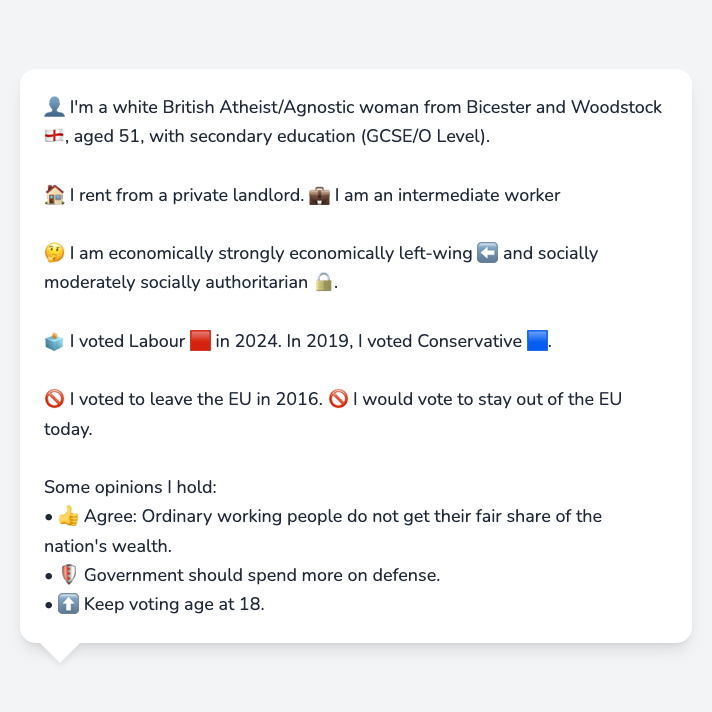 👤 I'm a white British Atheist/Agnostic woman from Bicester and Woodstock
🏴󠁧󠁢󠁥󠁮󠁧󠁿, aged 51, with secondary education (GCSE/O Level).
🏠 I rent from a private landlord. 💼 I am an intermediate worker
🤔 I am economically strongly economically left-wing ⬅️ and socially
moderately socially authoritarian 🔒.
🗳️ I voted Labour 🟥 in 2024. In 2019, I voted Conservative 🟦.
🚫 I voted to leave the EU in 2016. 🚫 I would vote to stay out of the EU
today.
Some opinions I hold:
• 👍 Agree: Ordinary working people do not get their fair share of the
nation's wealth.
• 🛡️ Government should spend more on defense.
• ⬆️ Keep voting age at 18.